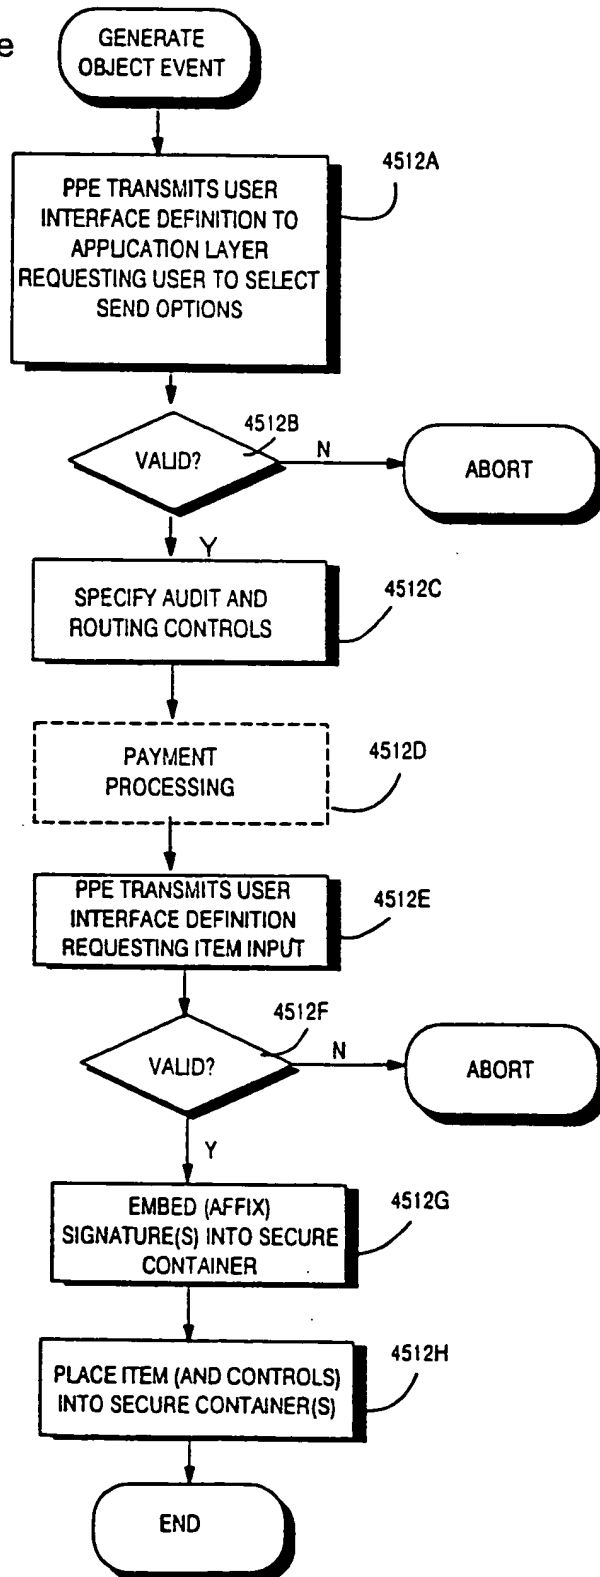 e
GENERATE
OBJECT EVENT
4512A
PPE TRANSMITS USER
INTERFACE DEFINITION TO
APPLICATION LAYER
REQUESTING USER TO SELECT
SEND OPTIONS
4512B
VALID?
N
ABORT
Y
SPECIFY AUDIT AND
ROUTING CONTROLS
4512C
PAYMENT
PROCESSING
4512D
PPE TRANSMITS USER
INTERFACE DEFINITION
REQUESTING ITEM INPUT
4512E
4512F
VALID?
N
ABORT
Y
EMBED (AFFIX)
SIGNATURE(S) INTO SECURE
CONTAINER
4512G
PLACE ITEM (AND CONTROLS)
INTO SECURE CONTAINER(S)
4512H
END